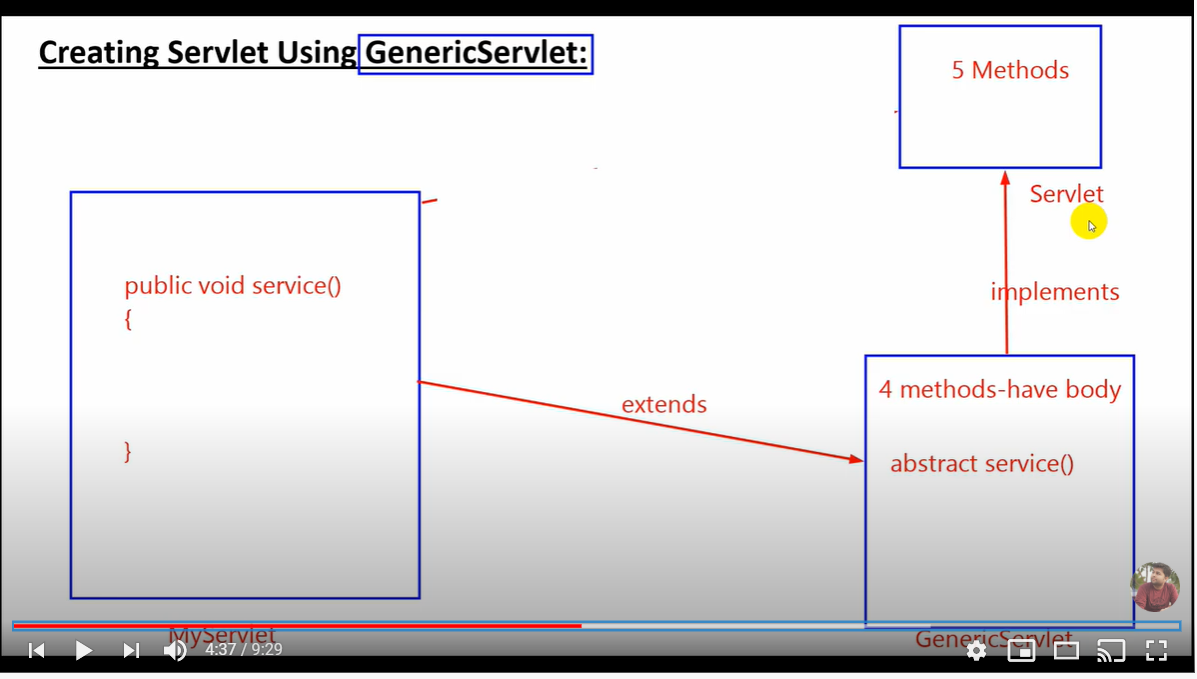 Creating Servlet Using GenericServlet:
5 Methods
Servlet
implements
public void service()
{
}
extends
4 methods-have body
abstract service()
MyServlet
GenericServlet
4:37 / 9:29